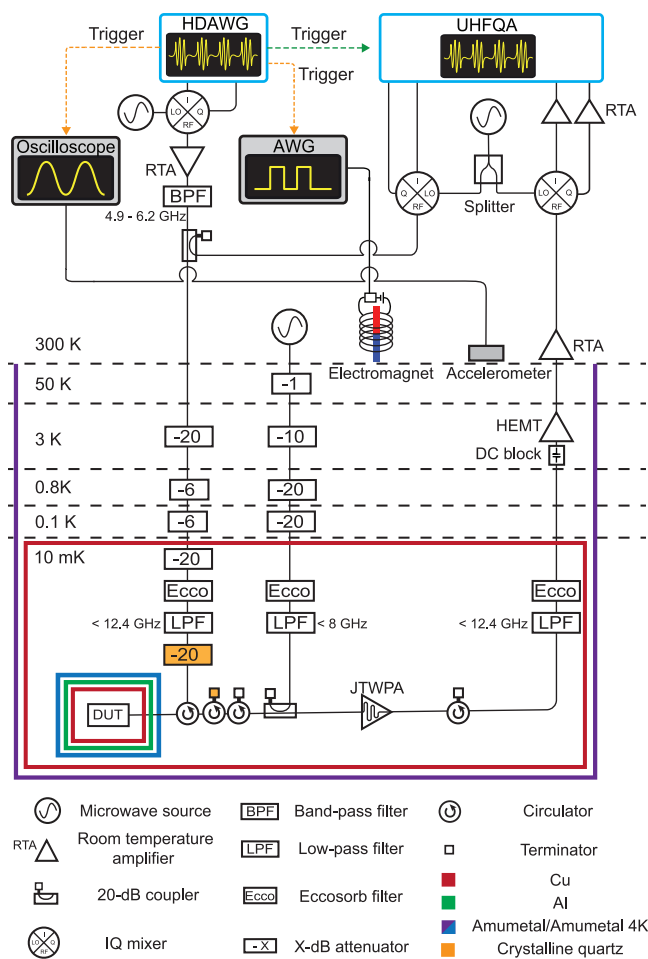 HDAWG
UHFQA
Trigger
Trigger
Trigger
LO
I
Q
RF
Oscilloscope
RTA
AWG
RTA
BPF
4.9 - 6.2 GHz
Q
I
LO
RF
Splitter
LO
I
Q
RF
300 K
Electromagnet
Accelerometer
RTA
50 K
-1
3 K
-20
-10
HEMT
DC block
0.8K
-6
-20
0.1 K
-6
-20
10 mK
-20
Ecco
Ecco
Ecco
< 12.4 GHz
LPF
LPF
< 8 GHz
< 12.4 GHz
LPF
-20
JTWPA
DUT
Microwave source
BPF
Band-pass filter
Circulator
RTA
Room temperature
amplifier
LPF
Low-pass filter
Terminator
20-dB coupler
Ecco
Eccosorb filter
Cu
Al
LO
I
Q
RF
IQ mixer
- X
X-dB attenuator
Amumetal/Amumetal 4K
Crystalline quartz